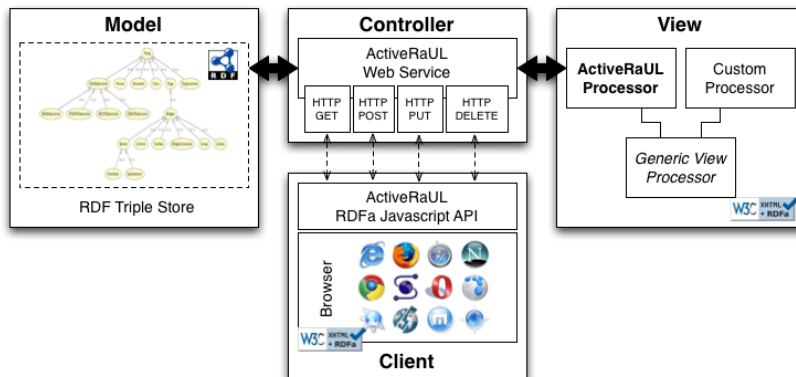 Model
RDF
RDF Triple Store
Controller
ActiveRaUL
Web Service
HTTP GET
HTTP POST
HTTP PUT
HTTP DELETE
View
ActiveRaUL
Processor
Custom
Processor
Generic View
Processor
W3C XHTML + RDFa
ActiveRaUL
RDFa Javascript API
Browser
W3C XHTML + RDFa
Client